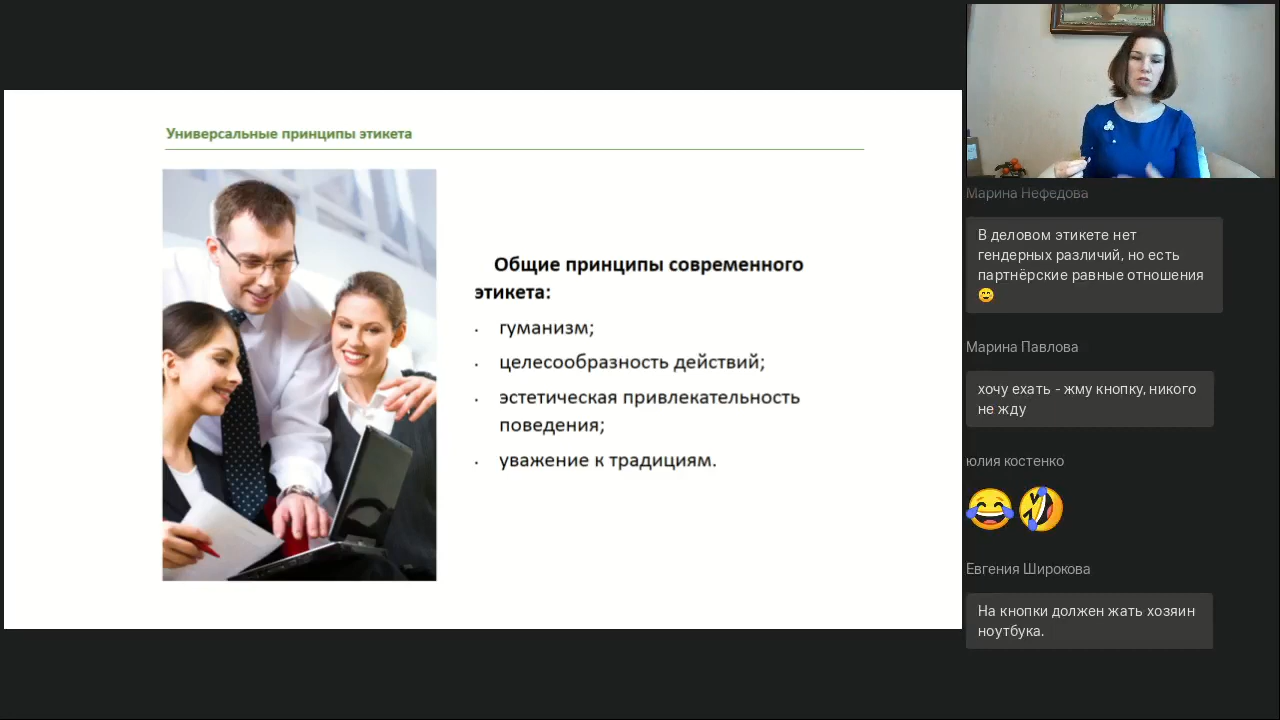 Универсальные принципы этикета
Общие принципы современного
этикета:
· гуманизм;
· целесообразность действий;
· эстетическая привлекательность
поведения;
· уважение к традициям.
Марина Нефедова
В деловом этикете нет
гендерных различий, но есть
партнёрские равные отношения
😊
Марина Павлова
хочу ехать - жму кнопку, никого
не жду
юлия костенко
😂🤣
Евгения Широкова
На кнопки должен жать хозяин
ноутбука.